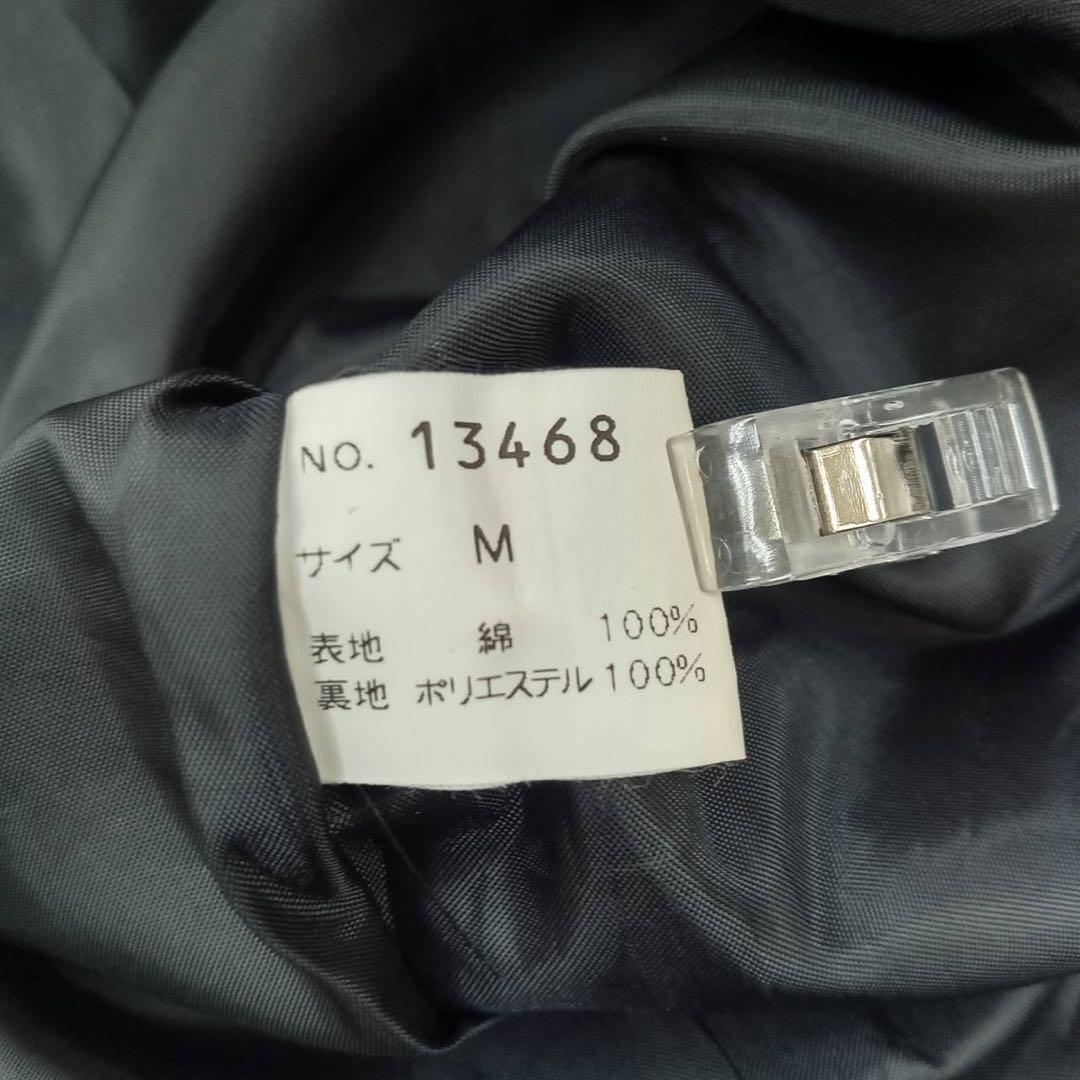 NO. 13468
サイズ M
表地 綿 100%
裏地 ポリエステル 100%